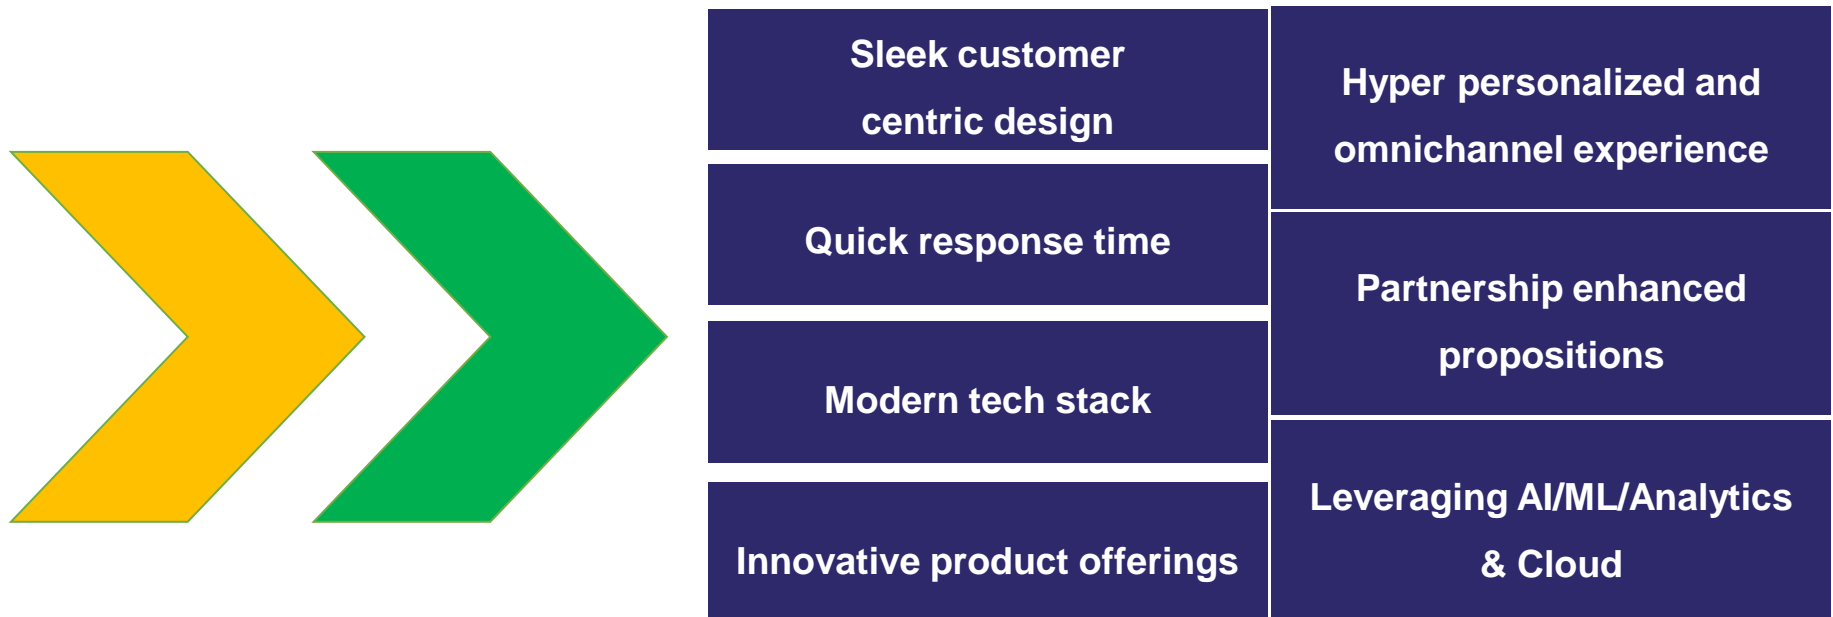 Sleek customer
centric design
Quick response time
Modern tech stack
Innovative product offerings
Hyper personalized and
omnichannel experience
Partnership enhanced
propositions
Leveraging AI/ML/Analytics
& Cloud